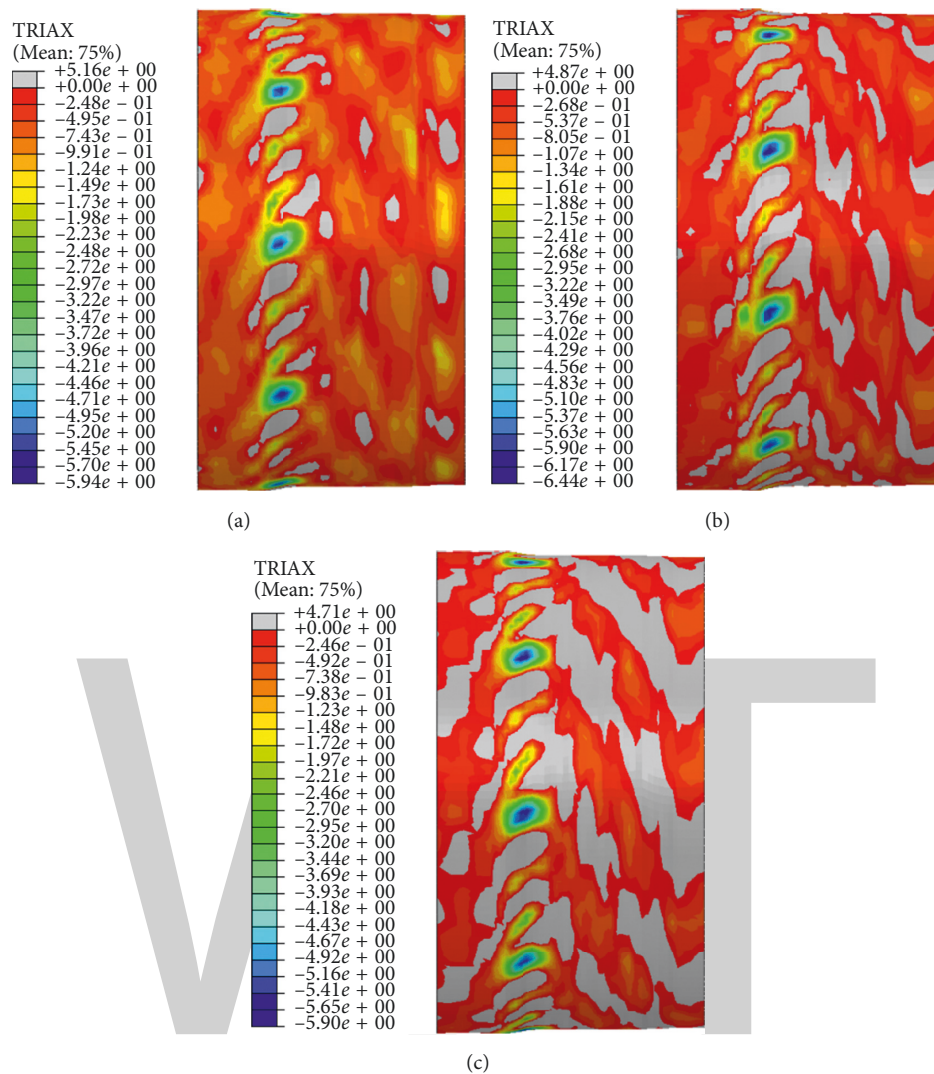 TRIAX
(Mean: 75%)
+5.16e + 00
+0.00e + 00
−2.48e − 01
−4.95e − 01
−7.43e − 01
−9.91e − 01
−1.24e + 00
−1.49e + 00
−1.73e + 00
−1.98e + 00
−2.23e + 00
−2.48e + 00
−2.72e + 00
−2.97e + 00
−3.22e + 00
−3.47e + 00
−3.72e + 00
−3.96e + 00
−4.21e + 00
−4.46e + 00
−4.71e + 00
−4.95e + 00
−5.20e + 00
−5.45e + 00
−5.70e + 00
−5.94e + 00
(a)
TRIAX
(Mean: 75%)
+4.87e + 00
+0.00e + 00
−2.68e − 01
−5.37e − 01
−8.05e − 01
−1.07e + 00
−1.34e + 00
−1.61e + 00
−1.88e + 00
−2.15e + 00
−2.41e + 00
−2.68e + 00
−2.95e + 00
−3.22e + 00
−3.49e + 00
−3.76e + 00
−4.02e + 00
−4.29e + 00
−4.56e + 00
−4.83e + 00
−5.10e + 00
−5.37e + 00
−5.63e + 00
−5.90e + 00
−6.17e + 00
−6.44e + 00
(b)
TRIAX
(Mean: 75%)
+4.71e + 00
+0.00e + 00
−2.46e − 01
−4.92e − 01
−7.38e − 01
−9.83e − 01
−1.23e + 00
−1.48e + 00
−1.72e + 00
−1.97e + 00
−2.21e + 00
−2.46e + 00
−2.70e + 00
−2.95e + 00
−3.20e + 00
−3.44e + 00
−3.69e + 00
−3.93e + 00
−4.18e + 00
−4.43e + 00
−4.67e + 00
−4.92e + 00
−5.16e + 00
−5.41e + 00
−5.65e + 00
−5.90e + 00
(c)